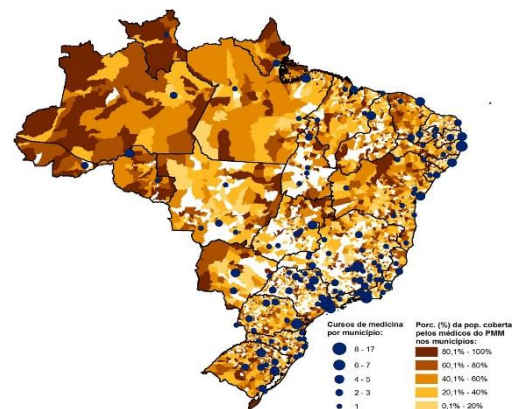 Cursos de medicina
por município:
8 - 17
6 - 7
4 - 5
2 - 3
1
Porc. (%) da pop. coberta
pelos médicos do PMM
nos municípios:
80,1% - 100%
60,1% - 80%
40,1% - 60%
20,1% - 40%
0,1% - 20%